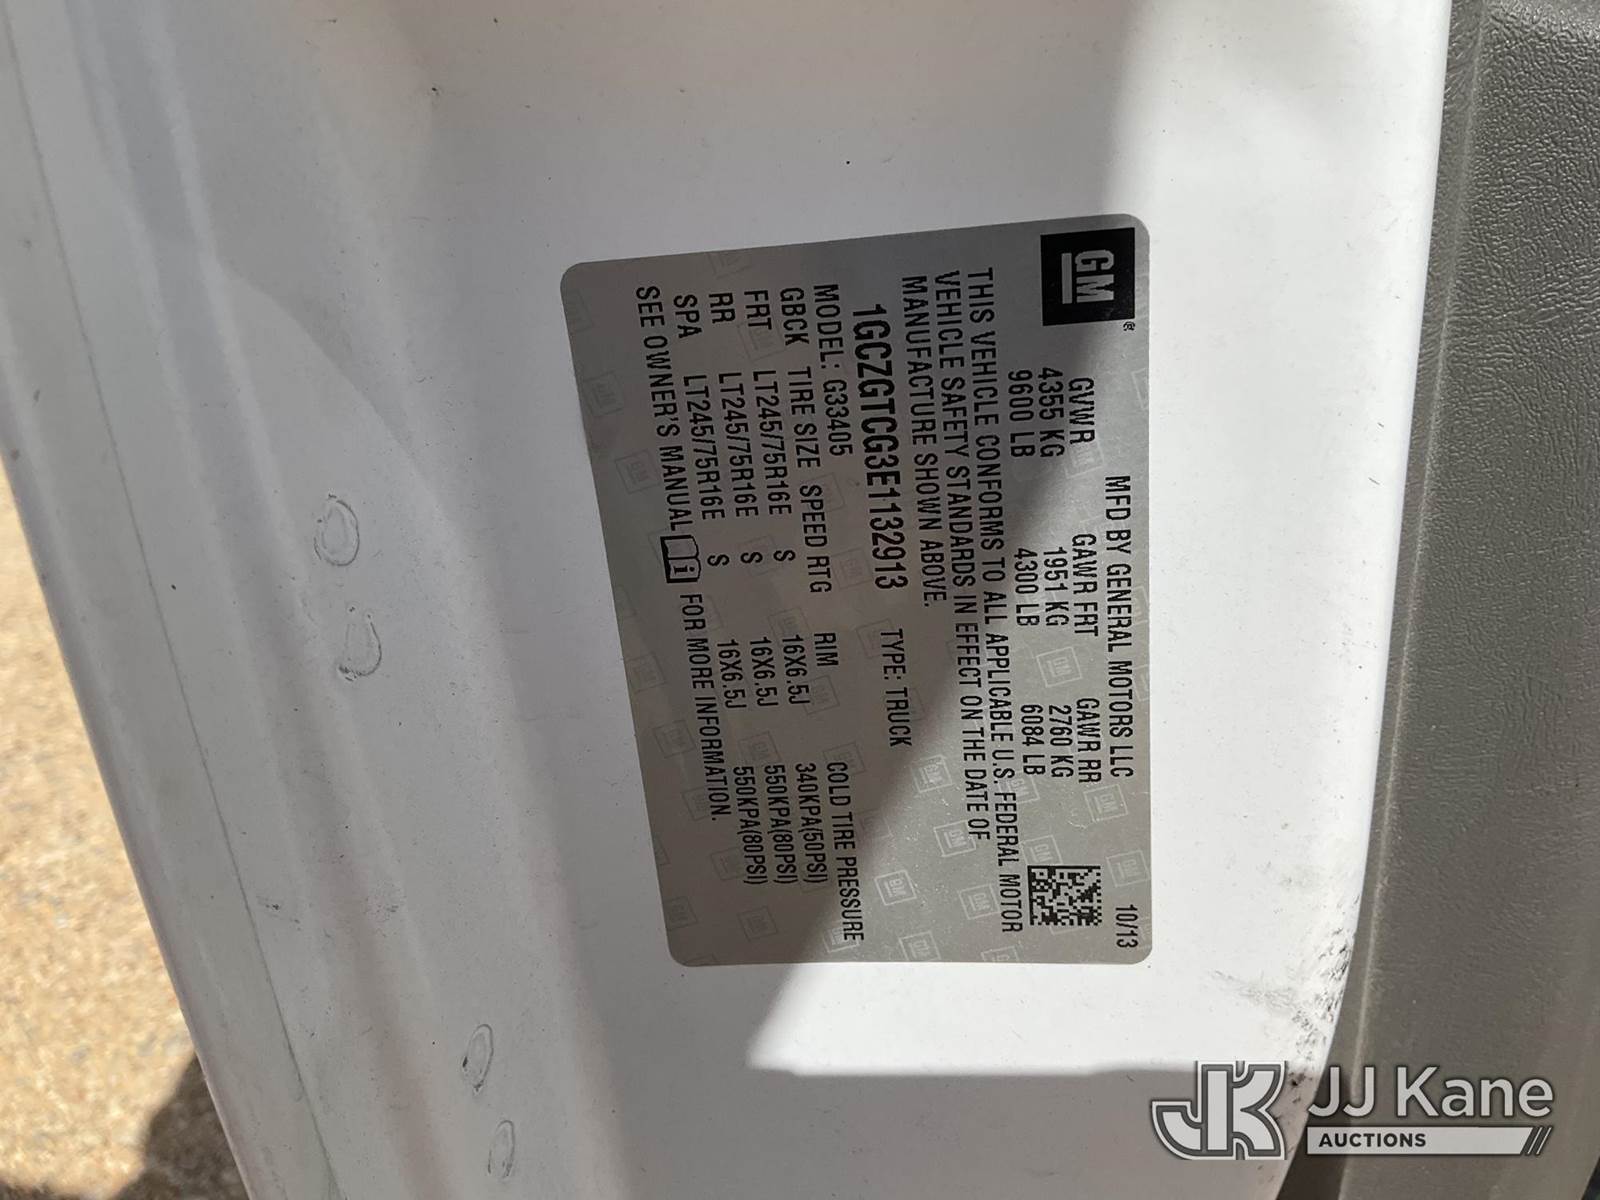 GM®
MFD BY GENERAL MOTORS LLC 10/13
GVWR GAWR FRT GAWR RR
4355 KG 1951 KG 2760 KG
9600 LB 4300 LB 6084 LB
THIS VEHICLE CONFORMS TO ALL APPLICABLE U.S. FEDERAL MOTOR
VEHICLE SAFETY STANDARDS IN EFFECT ON THE DATE OF
MANUFACTURE SHOWN ABOVE.
1GCZGTCG3E1132913 TYPE: TRUCK
MODEL: G33405
GBCK TIRE SIZE SPEED RTG RIM COLD TIRE PRESSURE
FRT LT245/75R16E S 16X6.5J 340KPA(50PSI)
RR LT245/75R16E S 16X6.5J 550KPA(80PSI)
SPA LT245/75R16E S 16X6.5J 550KPA(80PSI)
SEE OWNER'S MANUAL FOR MORE INFORMATION.
JK JJ Kane
AUCTIONS